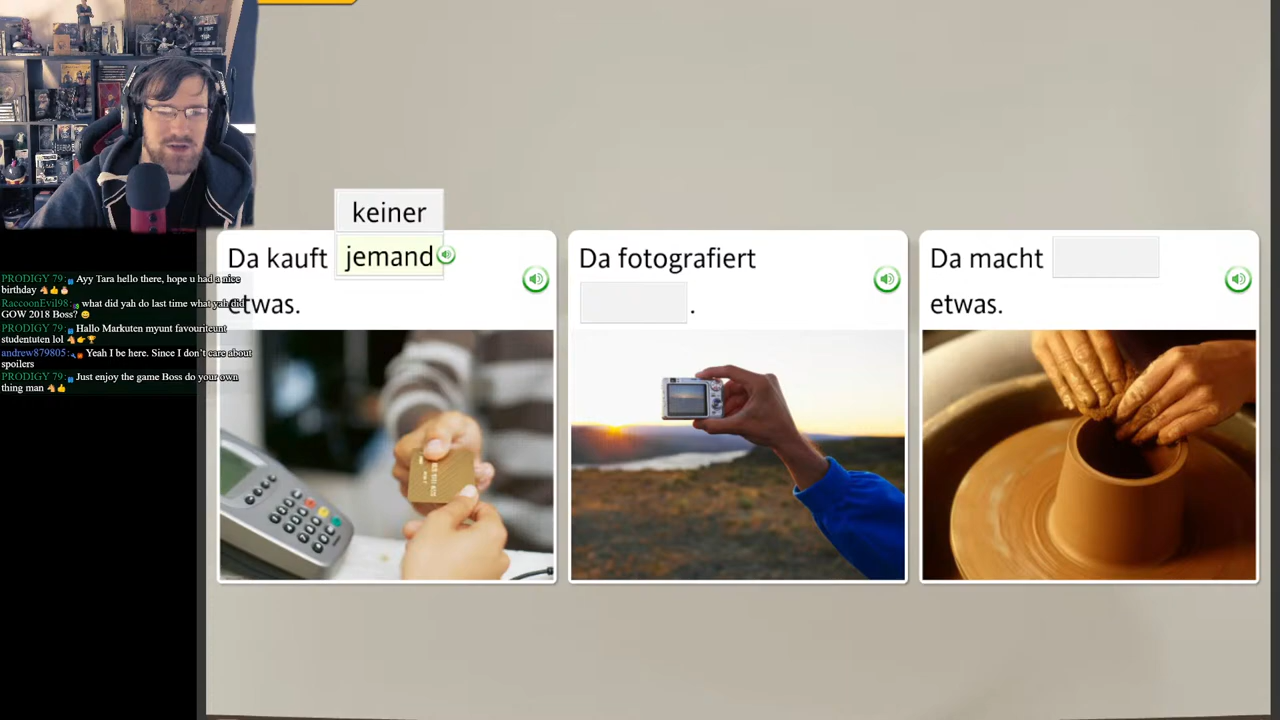 keiner
Da kauft jemand
etwas.
Da fotografiert
.
Da macht
etwas.
PRODIGY 79: Ayy Tara hello there, hope u had a nice
birthday
RaccoonEvil98: what did yah do last time what yah did
GOW 2018 Boss?
PRODIGY 79: Hallo Markuten myunt favouriteunt
studentuten lol
andrew879805: Yeah I be here. Since I don't care about
spoilers
PRODIGY 79: Just enjoy the game Boss do your own
thing man